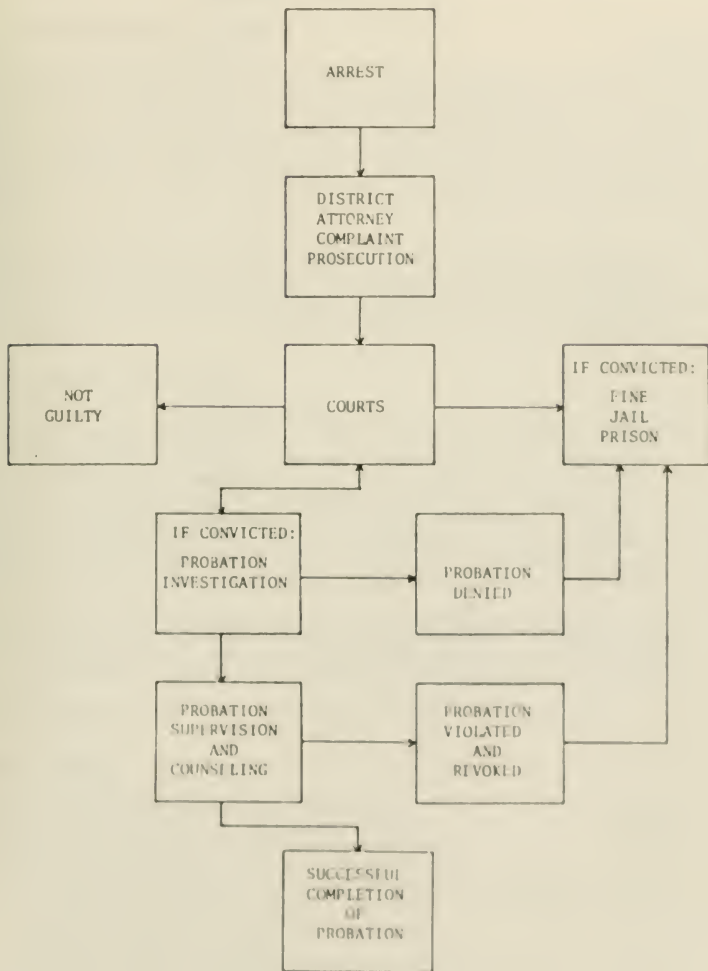 ARREST
DISTRICT
ATTORNEY
COMPLAINT
PROSECUTION
NOT
GUILTY
COURTS
IF CONVICTED:
FINE
JAIL
PRISON
IF CONVICTED:
PROBATION
INVESTIGATION
PROBATION
DENIED
PROBATION
SUPERVISION
AND
COUNSELING
PROBATION
VIOLATED
AND
REVOKED
SUCCESSFUL
COMPLETION
OF
PROBATION